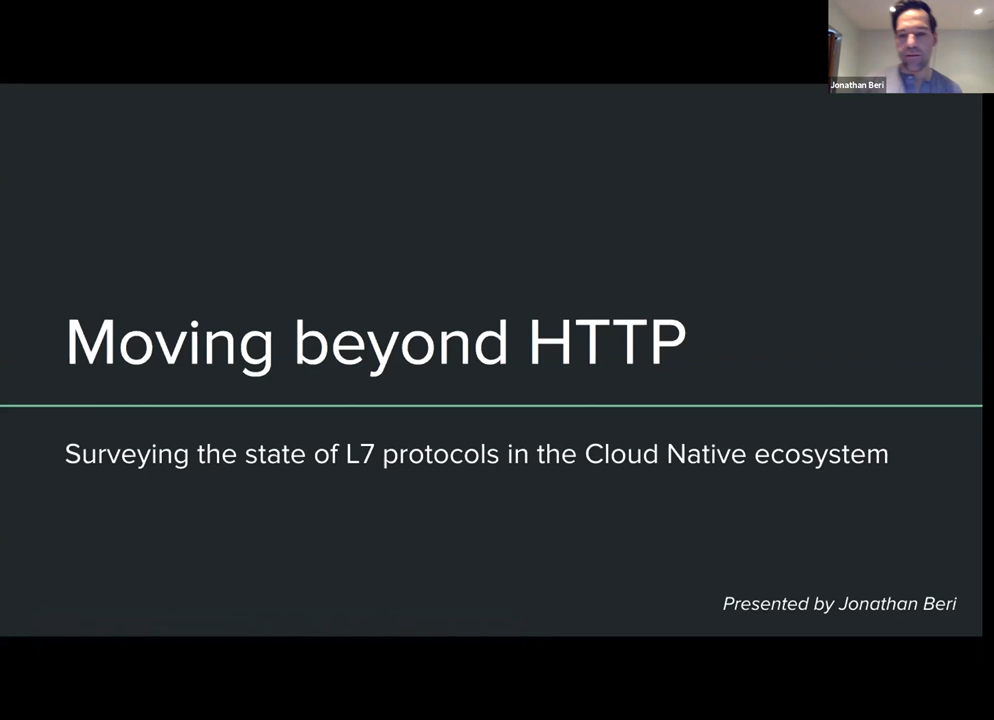 Jonathan Beri
Moving beyond HTTP
Surveying the state of L7 protocols in the Cloud Native ecosystem
Presented by Jonathan Beri